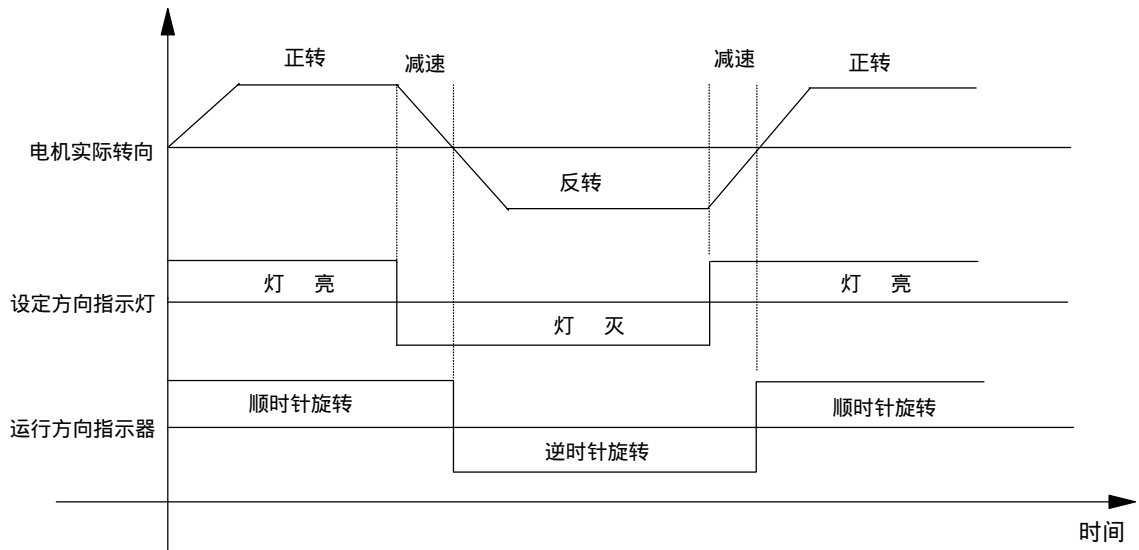 正转
减速
减速
正转
电机实际转向
反转
灯 亮
灯 亮
设定方向指示灯
灯 灭
顺时针旋转
顺时针旋转
运行方向指示器
逆时针旋转
时间